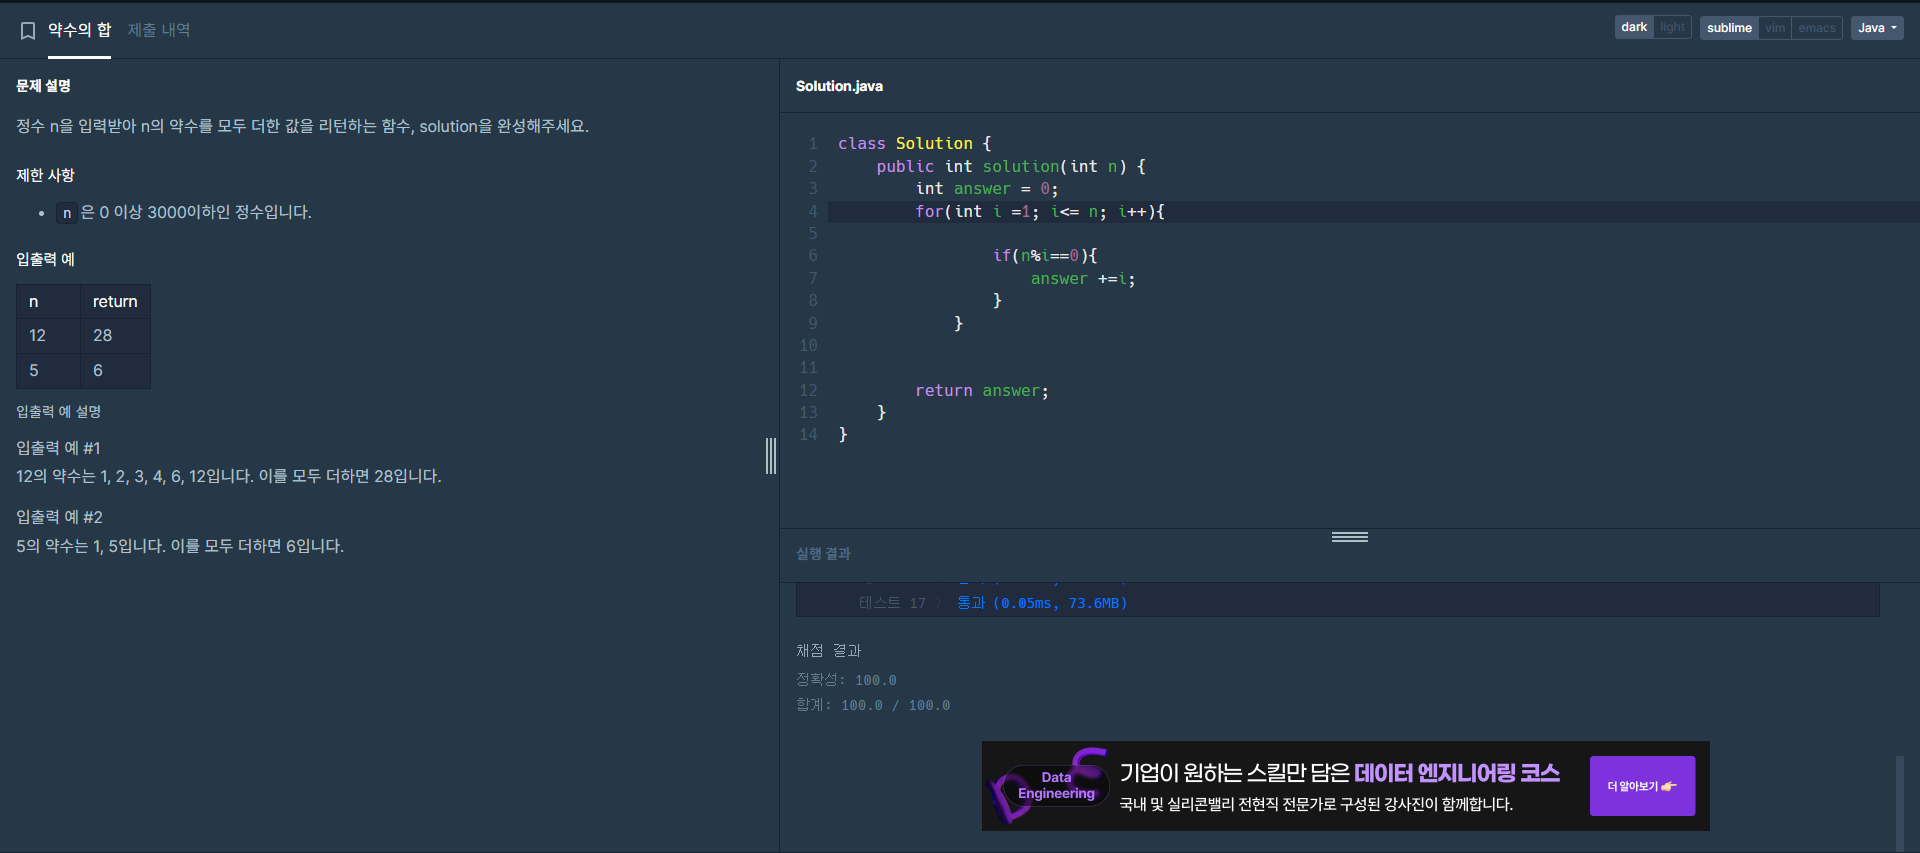 약수의 합 제출 내역 dark light sublime vim emacs Java
문제 설명
정수 n을 입력받아 n의 약수를 모두 더한 값을 리턴하는 함수, solution을 완성해주세요.
제한 사항
• n 은 0 이상 3000이하인 정수입니다.
입출력 예
n return
12 28
5 6
입출력 예 설명
입출력 예 #1
12의 약수는 1, 2, 3, 4, 6, 12입니다. 이를 모두 더하면 28입니다.
입출력 예 #2
5의 약수는 1, 5입니다. 이를 모두 더하면 6입니다.
Solution.java
1 class Solution {
2     public int solution(int n) {
3         int answer = 0;
4         for(int i =1; i<= n; i++){
5
6                 if(n%i==0){
7                     answer +=i;
8                 }
9             }
10
11
12         return answer;
13     }
14 }
실행 결과
테스트 17 〉 통과 (0.05ms, 73.6MB)
채점 결과
정확성: 100.0
합계: 100.0 / 100.0
Data
Engineering
기업이 원하는 스킬만 담은 데이터 엔지니어링 코스
국내 및 실리콘밸리 전현직 전문가로 구성된 강사진이 함께합니다.
더 알아보기 👉